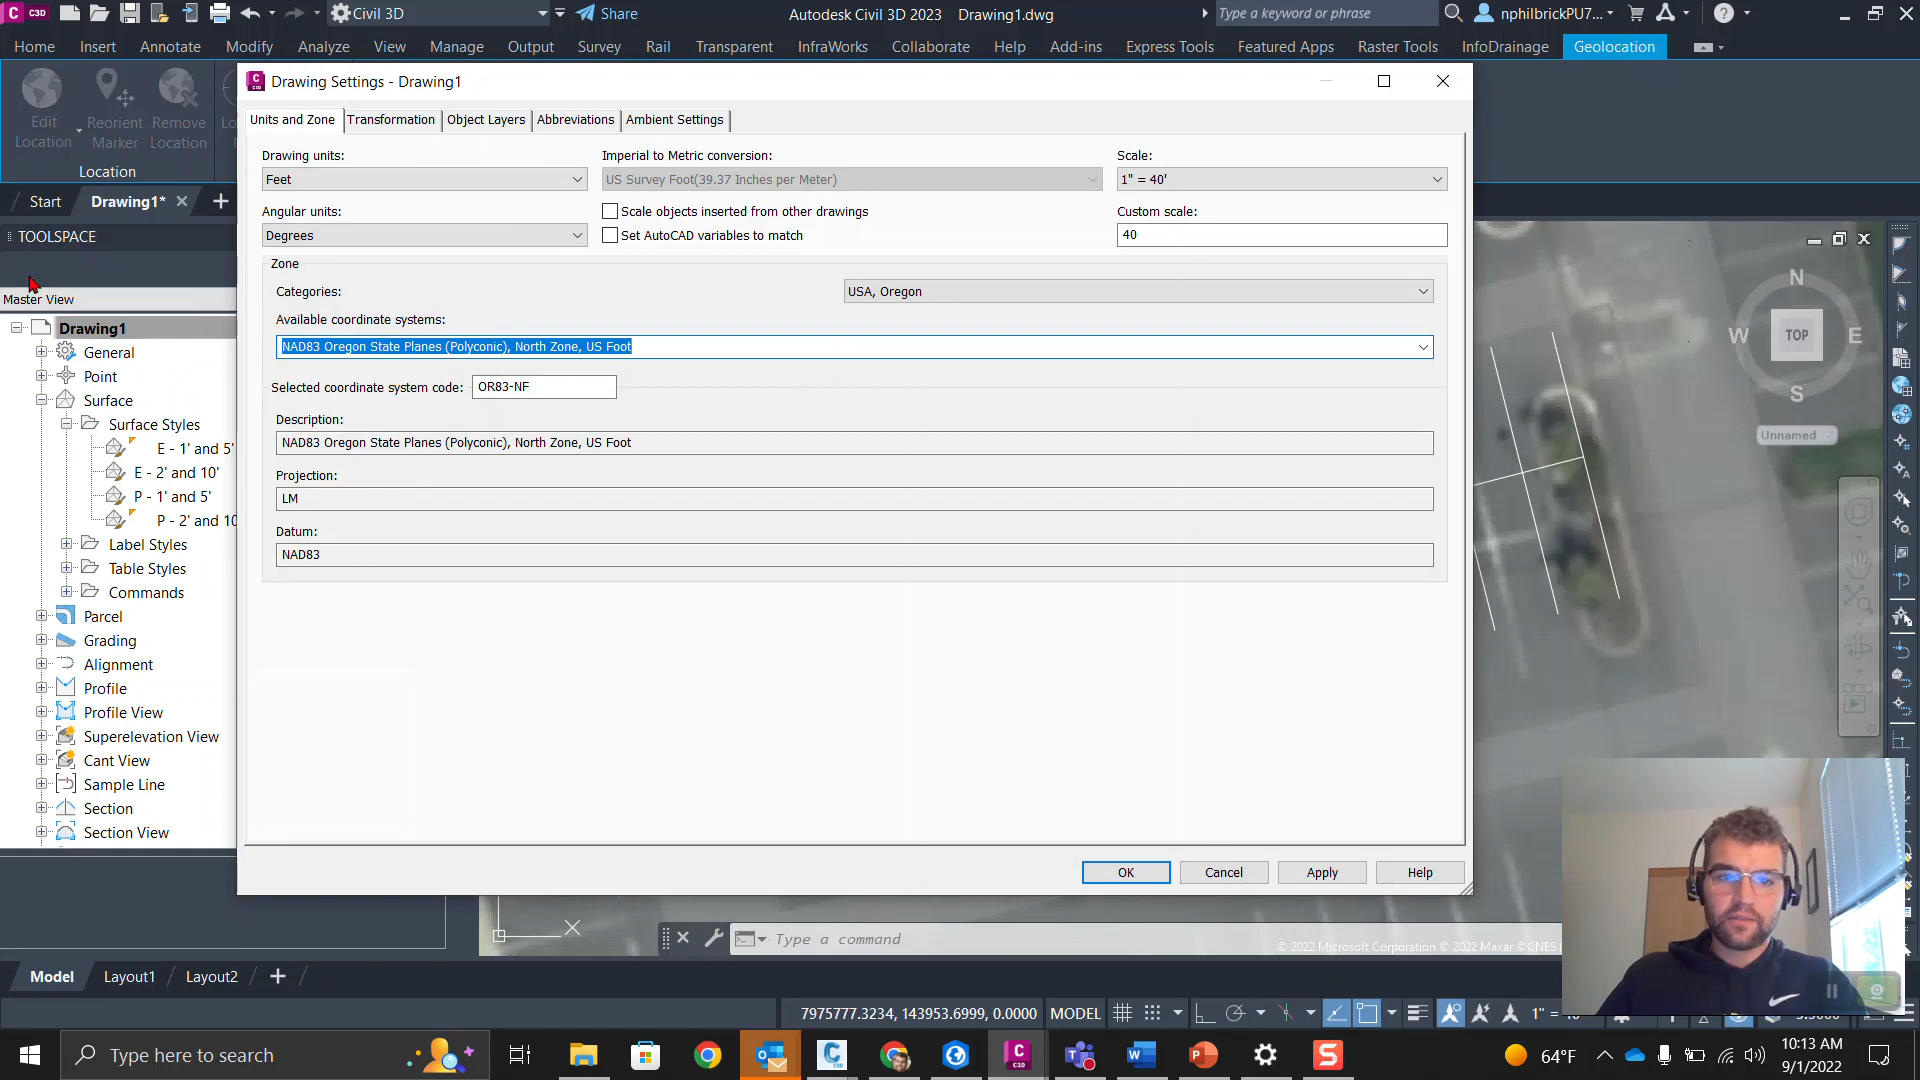 C3D Civil 3D Share Autodesk Civil 3D 2023 Drawing1.dwg Type a keyword or phrase nphilbrickPU7...
Home Insert Annotate Modify Analyze View Manage Output Survey Rail Transparent InfraWorks Collaborate Help Add-ins Express Tools Featured Apps Raster Tools InfoDrainage Geolocation
Edit Location
Reorient Marker
Remove Location
Location
Start Drawing1*
TOOLSPACE
Master View
Drawing1
General
Point
Surface
Surface Styles
E - 1' and 5'
E - 2' and 10'
P - 1' and 5'
P - 2' and 10
Label Styles
Table Styles
Commands
Parcel
Grading
Alignment
Profile
Profile View
Superelevation View
Cant View
Sample Line
Section
Section View
Drawing Settings - Drawing1
Units and Zone Transformation Object Layers Abbreviations Ambient Settings
Drawing units: Imperial to Metric conversion: Scale:
Feet US Survey Foot(39.37 Inches per Meter) 1" = 40'
Angular units: Scale objects inserted from other drawings Custom scale:
Degrees Set AutoCAD variables to match 40
Zone
Categories: USA, Oregon
Available coordinate systems:
NAD83 Oregon State Planes (Polyconic), North Zone, US Foot
Selected coordinate system code: OR83-NF
Description:
NAD83 Oregon State Planes (Polyconic), North Zone, US Foot
Projection:
LM
Datum:
NAD83
OK Cancel Apply Help
N
W TOP E
S
Unnamed
Type a command
© 2022 Microsoft Corporation © 2022 Maxar ©CNES (
Model Layout1 Layout2
7975777.3234, 143953.6999, 0.0000 MODEL
Type here to search
64°F
10:13 AM
9/1/2022